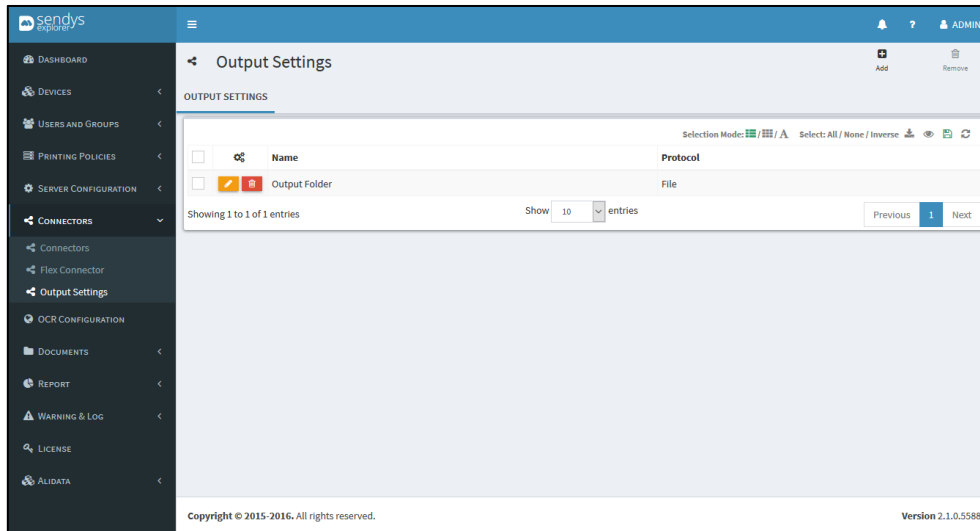 sendys
explorer
ADMIN
DASHBOARD
DEVICES
USERS AND GROUPS
PRINTING POLICIES
SERVER CONFIGURATION
CONNECTORS
Connectors
Flex Connector
Output Settings
OCR CONFIGURATION
DOCUMENTS
REPORT
WARNING & LOG
LICENSE
ALIDATA
Output Settings
Add
Remove
OUTPUT SETTINGS
Selection Mode: / / A Select: All / None / Inverse
Name Protocol
Output Folder File
Showing 1 to 1 of 1 entries
Show 10 entries
Previous 1 Next
Copyright © 2015-2016. All rights reserved.
Version 2.1.0.5588